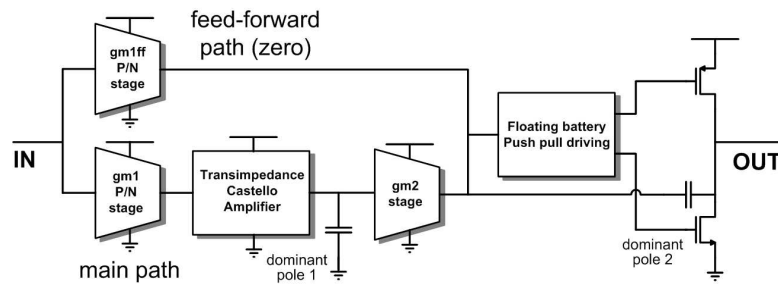 feed-forward
path (zero)
gm1ff
P/N
stage
IN
gm1
P/N
stage
main path
Transimpedance
Castello
Amplifier
dominant
pole 1
gm2
stage
Floating battery
Push pull driving
OUT
dominant
pole 2